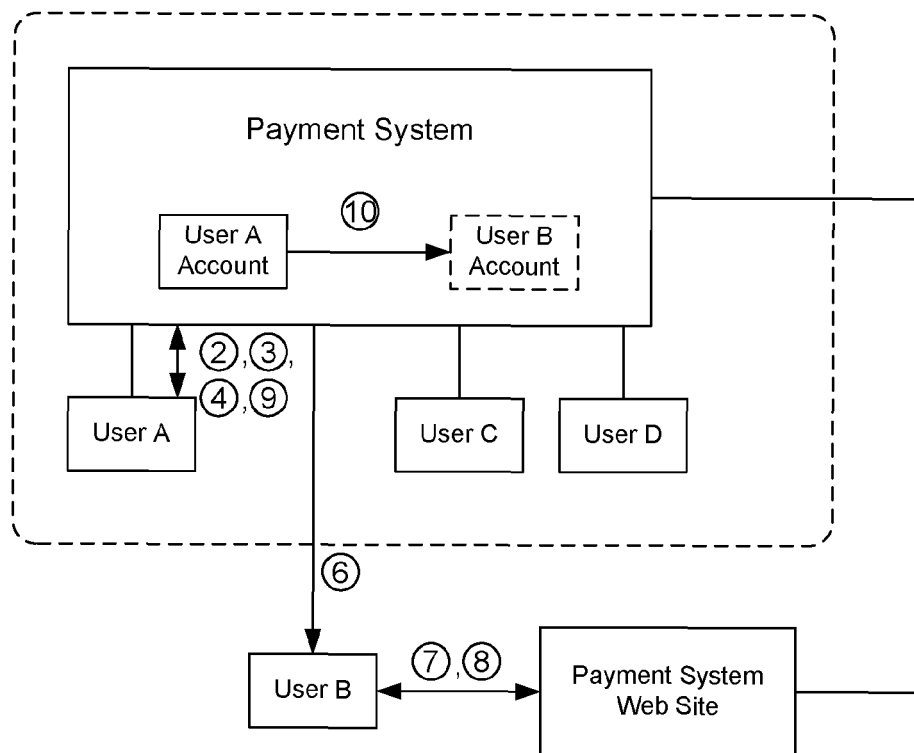 Payment System
10
User A
Account
User B
Account
2,3,
4,9
User A
User C
User D
6
User B
7,8
Payment System
Web Site